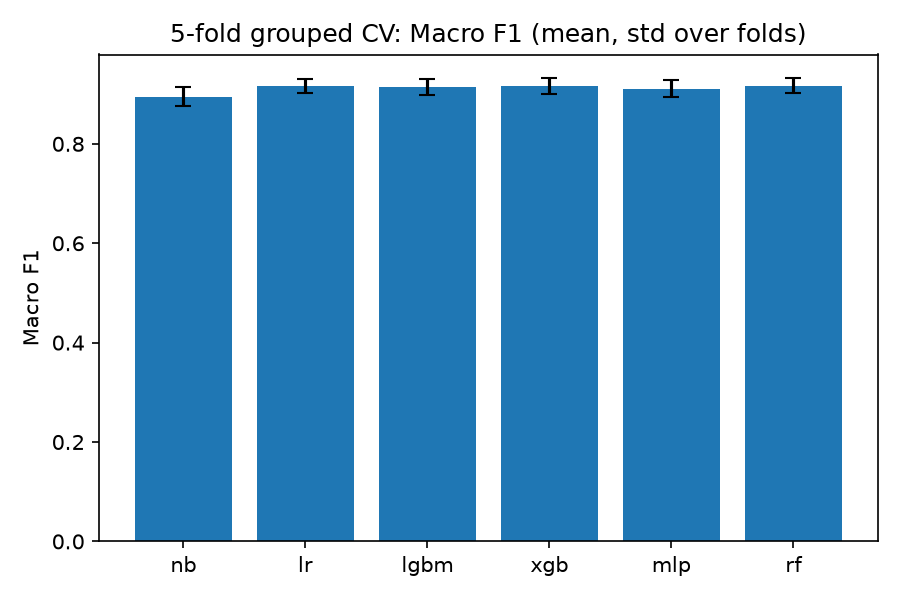 5-fold grouped CV: Macro F1 (mean, std over folds)
Macro F1
0.8
0.6
0.4
0.2
0.0
nb lr lgbm xgb mlp rf